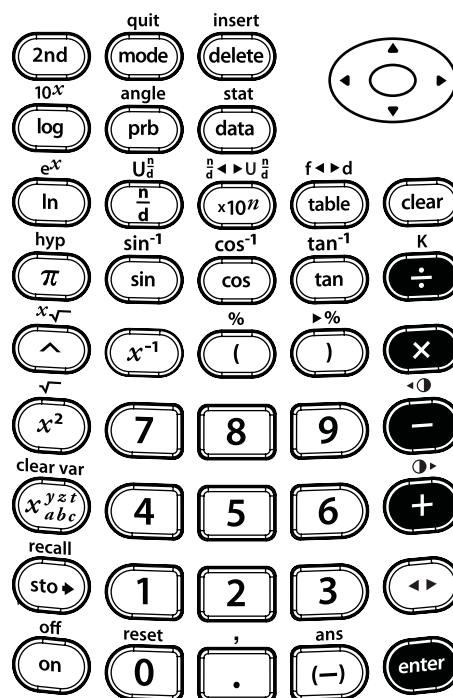 quit insert
2nd mode delete
10ˣ angle stat
log prb data
eˣ Uⁿ⁄d n/d ◄►U n/d f◄►d
ln n/d ×10ⁿ table clear
hyp sin⁻¹ cos⁻¹ tan⁻¹ K
π sin cos tan ÷
ˣ√ % ►%
^ x⁻¹ ( ) ×
√ ◄◑
x² 7 8 9 −
clear var ◑►
x y z t a b c 4 5 6 +
recall
sto► 1 2 3 ◄►
off reset , ans
on 0 . (−) enter